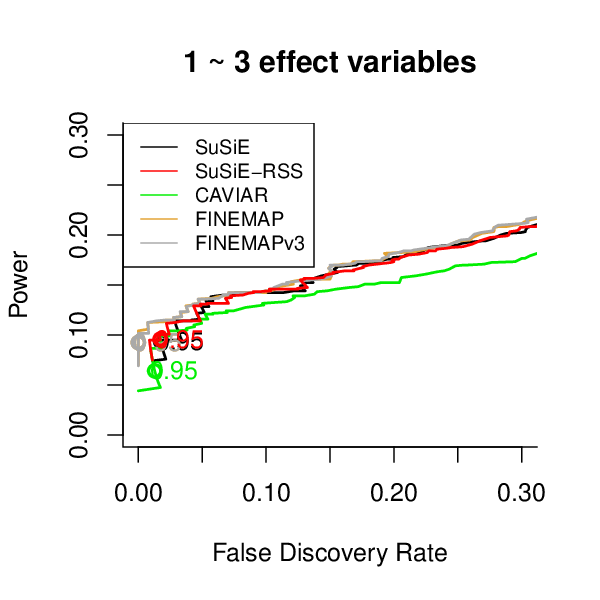 1 ~ 3 effect variables
SuSiE
SuSiE−RSS
CAVIAR
FINEMAP
FINEMAPv3
Power
0.30
0.20
0.10
0.00
0.95
0.95
0.00 0.10 0.20 0.30
False Discovery Rate